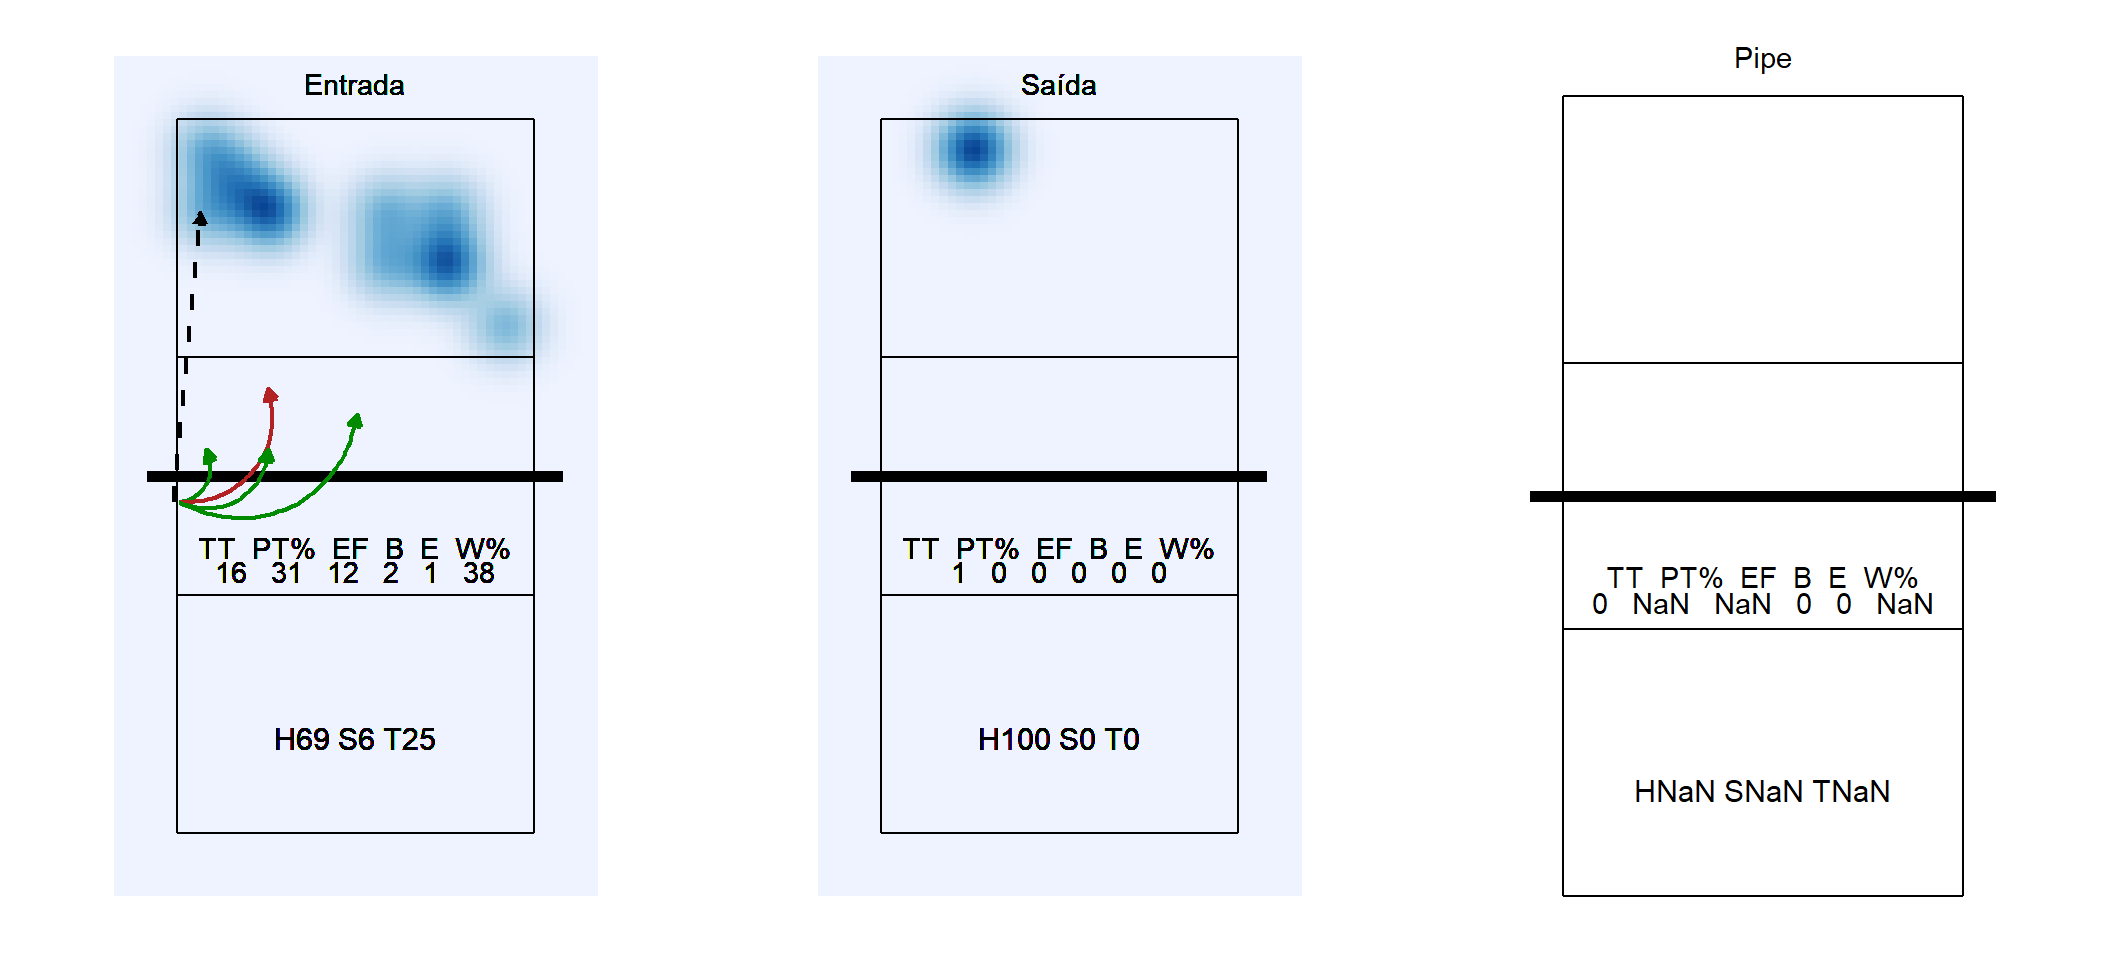 Entrada
TT PT% EF B E W%
16 31 12 2 1 38
H69 S6 T25
Saída
TT PT% EF B E W%
1 0 0 0 0 0
H100 S0 T0
Pipe
TT PT% EF B E W%
0 NaN NaN 0 0 NaN
HNaN SNaN TNaN